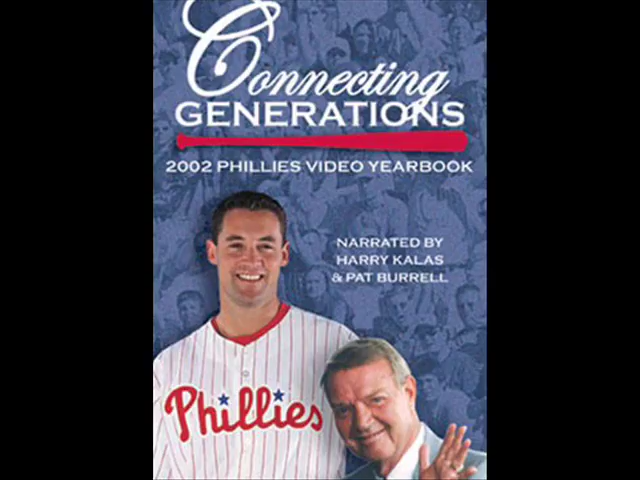 Connecting
GENERATIONS
2002 PHILLIES VIDEO YEARBOOK
NARRATED BY
HARRY KALAS
& PAT BURRELL
Phillies